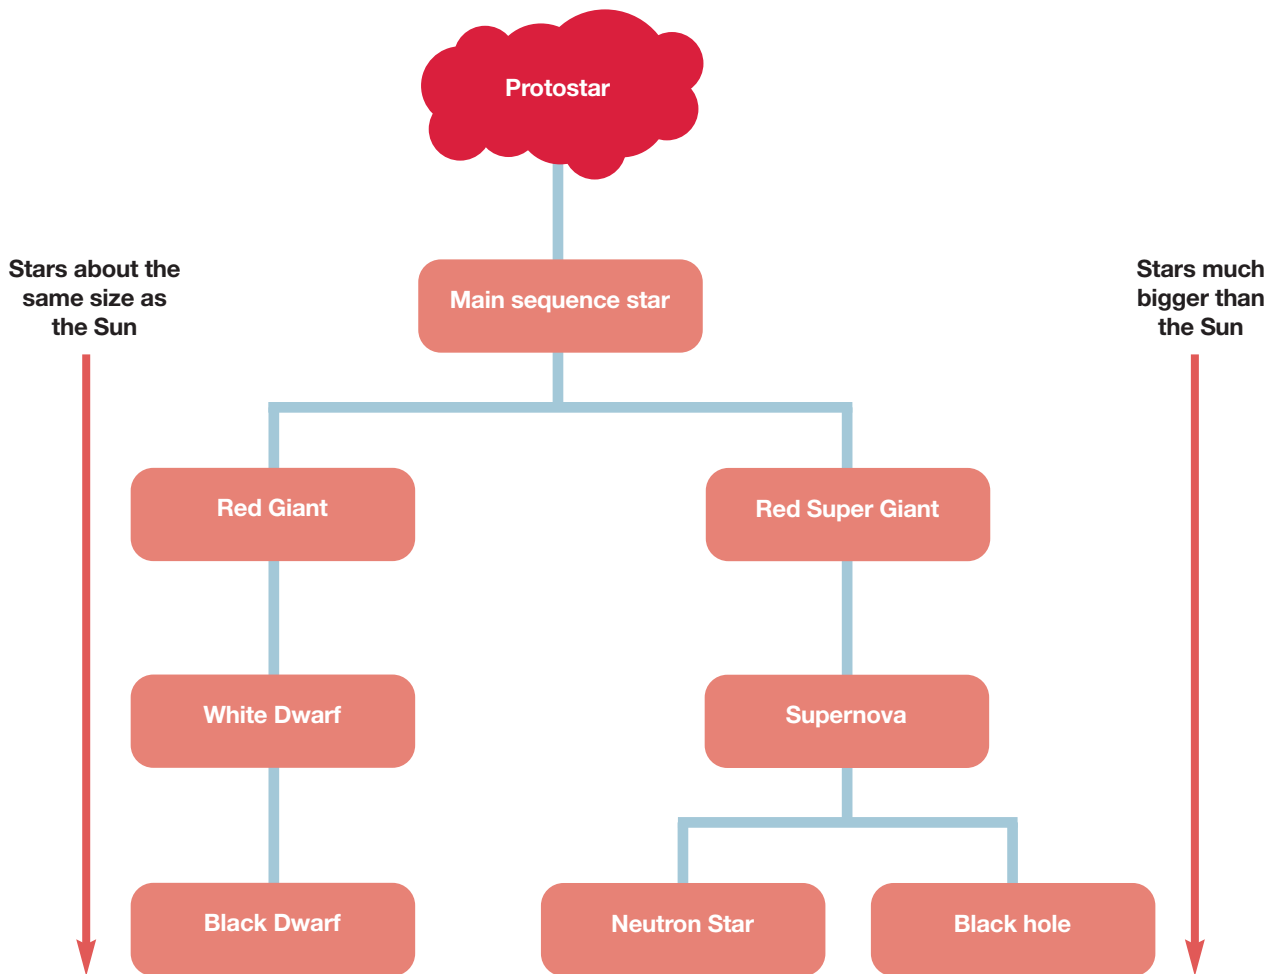 Protostar
Stars about the
same size as
the Sun
Main sequence star
Stars much
bigger than
the Sun
Red Giant
Red Super Giant
White Dwarf
Supernova
Black Dwarf
Neutron Star
Black hole